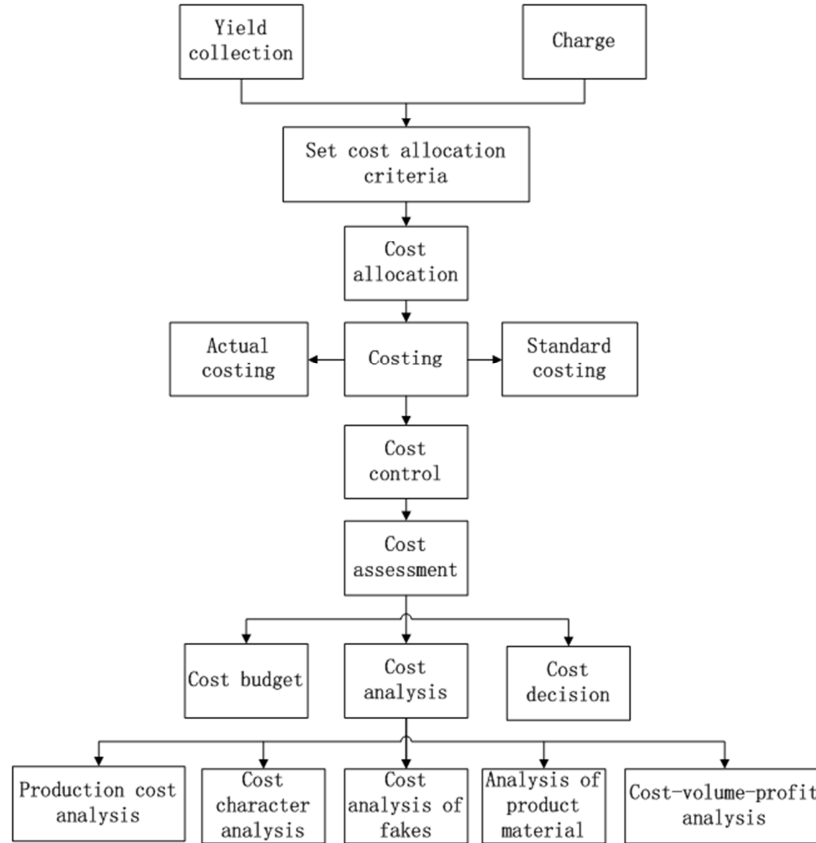 Yield
collection
Charge
Set cost allocation
criteria
Cost
allocation
Actual
costing
Costing
Standard
costing
Cost
control
Cost
assessment
Cost budget
Cost
analysis
Cost
decision
Production cost
analysis
Cost
character
analysis
Cost
analysis of
fakes
Analysis of
product
material
Cost-volume-profit
analysis